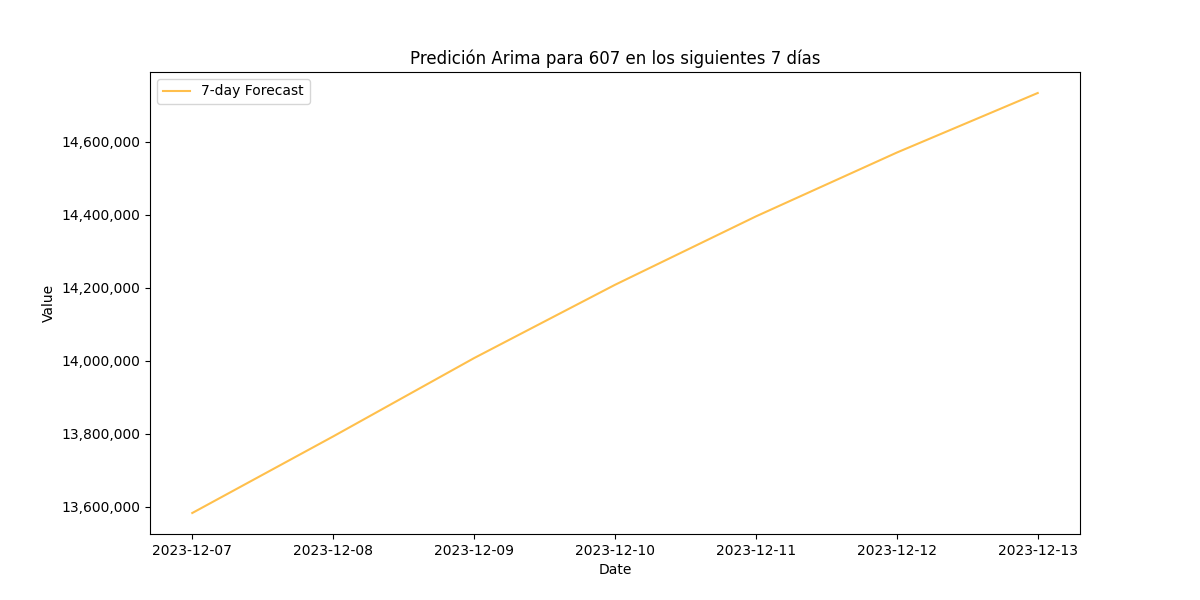 Predición Arima para 607 en los siguientes 7 días
7-day Forecast
14,600,000
14,400,000
14,200,000
14,000,000
13,800,000
13,600,000
Value
2023-12-07 2023-12-08 2023-12-09 2023-12-10 2023-12-11 2023-12-12 2023-12-13
Date